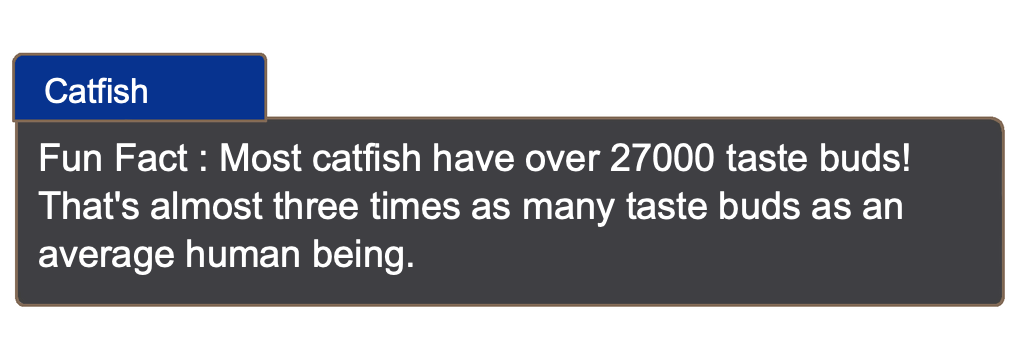 Catfish
Fun Fact : Most catfish have over 27000 taste buds!
That's almost three times as many taste buds as an
average human being.